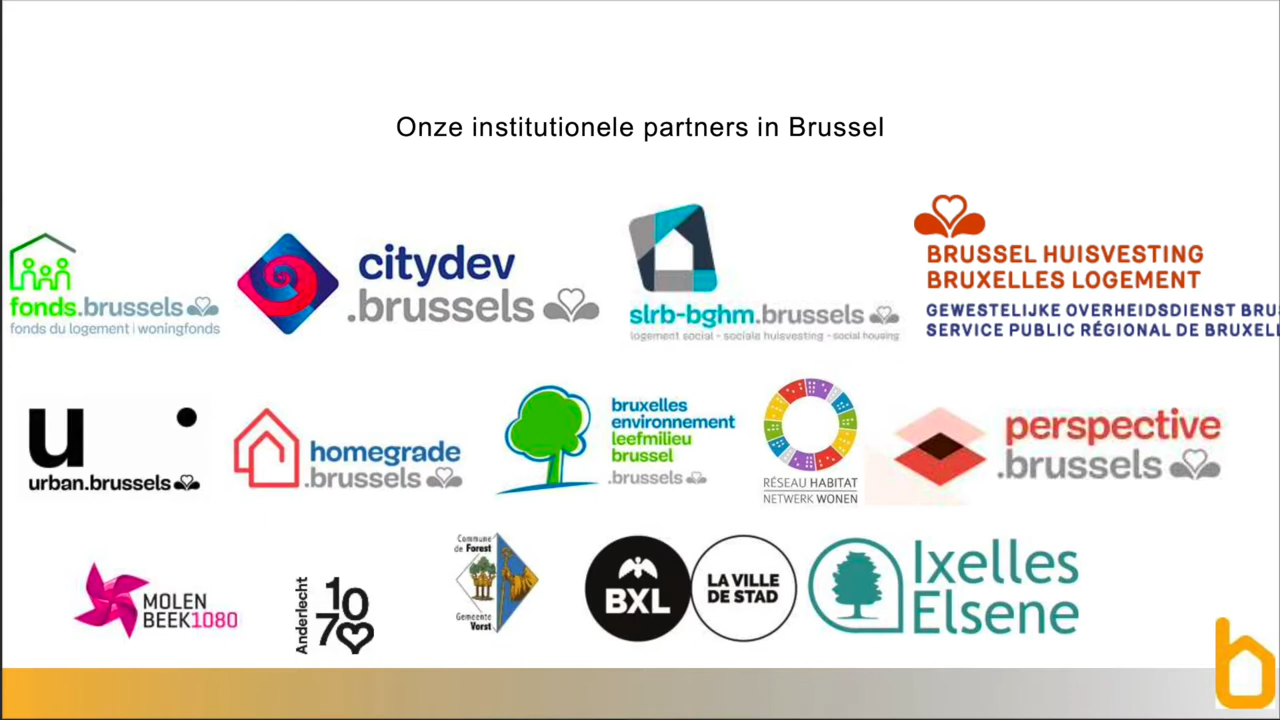 Onze institutionele partners in Brussel
fonds.brussels
fonds du logement | woningfonds
citydev
.brussels
slrb-bghm.brussels
logement social - sociale huisvesting - social housing
BRUSSEL HUISVESTING
BRUXELLES LOGEMENT
GEWESTELIJKE OVERHEIDSDIENST BRU
SERVICE PUBLIC RÉGIONAL DE BRUXEL
u
urban.brussels
homegrade
.brussels
bruxelles
environnement
leefmilieu
brussel
.brussels
RÉSEAU HABITAT
NETWERK WONEN
perspective
.brussels
MOLEN
BEEK1080
Anderlecht
10
70
Commune
de Forest
Gemeente
Vorst
BXL
LA VILLE
DE STAD
Ixelles
Elsene
b